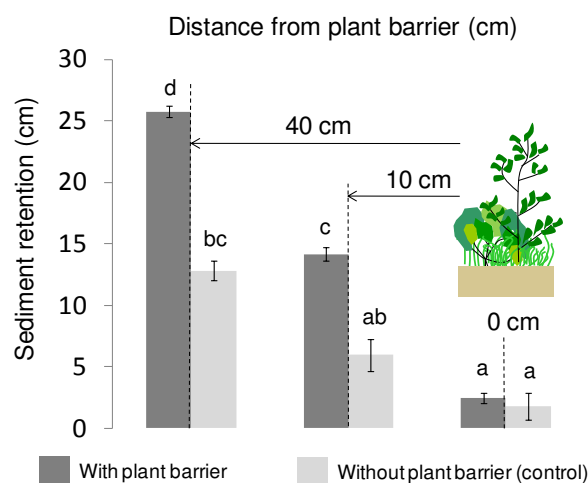 Distance from plant barrier (cm)
Sediment retention (cm)
30
25
20
15
10
5
0
d
40 cm
10 cm
bc
c
ab
0 cm
a
a
With plant barrier
Without plant barrier (control)